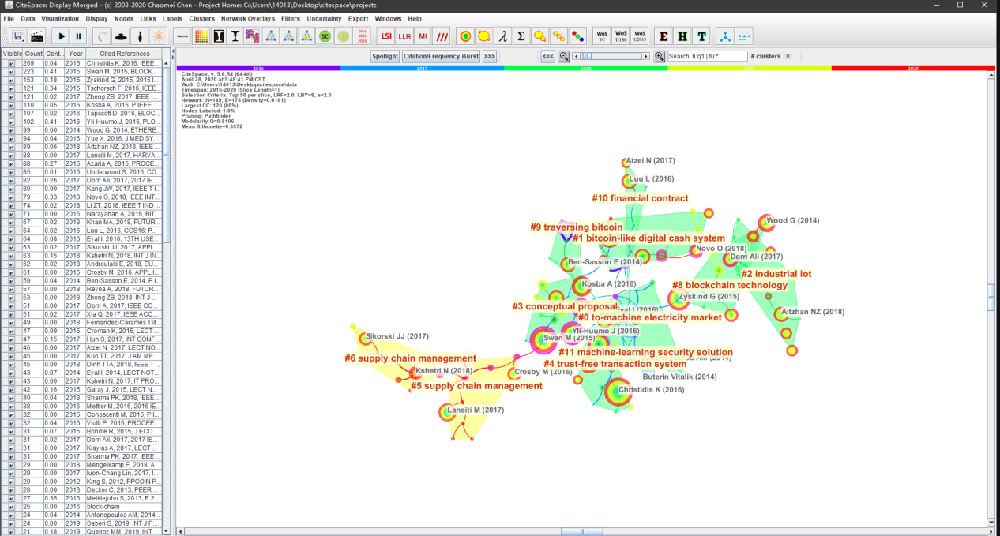 CiteSpace: Display Merged - (c) 2003-2020 Chaomei Chen - Project Home: C:\Users\14013\Desktop\citespace\projects
File Data Visualization Display Nodes Links Labels Clusters Network Overlays Filters Uncertainty Export Windows Help
SC 2014 2015 2016 LSI LLR MI λ Σ WoS TC WoS U180 WoS U2013 E H T
Spotlight Citation/Frequency Burst >>> <<< Search: ti:q1 | fu:* # clusters 30
Visible Count Cent... Year Cited References
2016 2017 2018 2019 2020
269 0.04 2016 Christidis K, 2016, IEEE ...
223 0.41 2015 Swan M, 2015, BLOCK...
153 0.18 2015 Zyskind G, 2015, 2015 I...
121 0.34 2016 Tschorsch F, 2016, IEEE...
121 0.02 2017 Zheng ZB, 2017, IEEE I...
110 0.05 2016 Kosba A, 2016, P IEEE ...
107 0.02 2016 Tapscott D, 2016, BLOC...
102 0.41 2016 Yli-Huumo J, 2016, PLO...
99 0.00 2014 Wood G, 2014, ETHERE...
94 0.04 2016 Yue X, 2016, J MED SY...
89 0.06 2018 Aitzhan NZ, 2018, IEEE ...
88 0.00 2017 Lansiti M, 2017, HARVA...
88 0.27 2016 Azaria A, 2016, PROCE...
85 0.01 2016 Underwood S, 2016, CO...
82 0.26 2017 Dorri Ali, 2017, 2017 IE...
80 0.00 2017 Kang JW, 2017, IEEE T I...
79 0.33 2018 Novo O, 2018, IEEE INT...
74 0.02 2018 Li ZT, 2018, IEEE T IND ...
71 0.00 2016 Narayanan A, 2016, BIT...
67 0.02 2018 Khan MA, 2018, FUTUR...
64 0.02 2016 Luu L, 2016, CCS16: P...
64 0.08 2016 Eyal I, 2016, 13TH USE...
63 0.02 2017 Sikorski JJ, 2017, APPL ...
63 0.15 2018 Kshetri N, 2018, INT J IN...
62 0.02 2018 Androulaki E, 2018, EU...
61 0.00 2016 Crosby M, 2016, APPL I...
59 0.04 2014 Ben-Sasson E, 2014, P I...
57 0.00 2018 Reyna A, 2018, FUTUR...
53 0.00 2018 Zheng ZB, 2018, INT J ...
51 0.00 2017 Dorri A, 2017, IEEE CO...
51 0.02 2017 Xia Q, 2017, IEEE ACC...
49 0.00 2018 Fernandez-Carames TM...
47 0.09 2016 Croman K, 2016, LECT ...
47 0.15 2017 Huh S, 2017, INT CONF ...
46 0.00 2017 Atzei N, 2017, LECT NO...
45 0.00 2017 Kuo TT, 2017, J AM ME...
45 0.00 2018 Dinh TTA, 2018, IEEE T ...
43 0.07 2014 Eyal I, 2014, LECT NOT...
43 0.00 2017 Kshetri N, 2017, IT PRO...
42 0.16 2015 Garay J, 2015, LECT N...
40 0.04 2018 Sharma PK, 2018, IEEE ...
38 0.00 2016 Mettler M, 2016, 2016 IE...
32 0.00 2016 Conoscenti M, 2016, P I...
32 0.04 2016 Viotti P, 2016, PROCEE...
31 0.07 2015 Bohme R, 2015, J ECO...
31 0.02 2017 Dorri Ali, 2017, 2017 IE...
31 0.00 2017 Kiayias A, 2017, LECT ...
31 0.00 2017 Sharma PK, 2017, IEEE ...
29 0.00 2018 Mengelkamp E, 2018, A...
29 0.00 2017 Iuon-Chang Lin, 2017, I...
29 0.00 2012 King S, 2012, PPCOIN P...
28 0.00 2013 Decker C, 2013, PEER ...
27 0.35 2013 Meiklejohn S, 2013, P 2...
25 0.00 2016 block-chain
24 0.04 2014 Antonopoulos AM, 2014...
24 0.00 2019 Saberi S, 2019, INT J P...
21 0.18 2019 Queiroz MM, 2019, INT ...
CiteSpace, v. 5.6.R4 (64-bit)
April 28, 2020 at 9:48:41 PM CST
WoS: C:\Users\14013\Desktop\citespace\data
Timespan: 2016-2020 (Slice Length=1)
Selection Criteria: Top 50 per slice, LRF=2.0, LBY=8, e=2.0
Network: N=149, E=178 (Density=0.0161)
Largest CC: 120 (80%)
Nodes Labeled: 1.0%
Pruning: Pathfinder
Modularity Q=0.8106
Mean Silhouette=0.3972
Atzei N (2017)
Luu L (2016)
#10 financial contract
Wood G (2014)
#9 traversing bitcoin
#1 bitcoin-like digital cash system
Novo O (2018)
Dorri Ali (2017)
Ben-Sasson E (2014)
#2 industrial iot
Kosba A (2016)
#8 blockchain technology
Zyskind G (2015)
#3 conceptual proposal
Eyal I (2016)
Aitzhan NZ (2018)
#0 to-machine electricity market
Yli-Huumo J (2016)
Sikorski JJ (2017)
Swan M (2015)
#11 machine-learning security solution
#6 supply chain management
#4 trust-free transaction system
Kshetri N (2018)
Crosby M (2016)
Buterin Vitalik (2014)
#5 supply chain management
Christidis K (2016)
Lansiti M (2017)